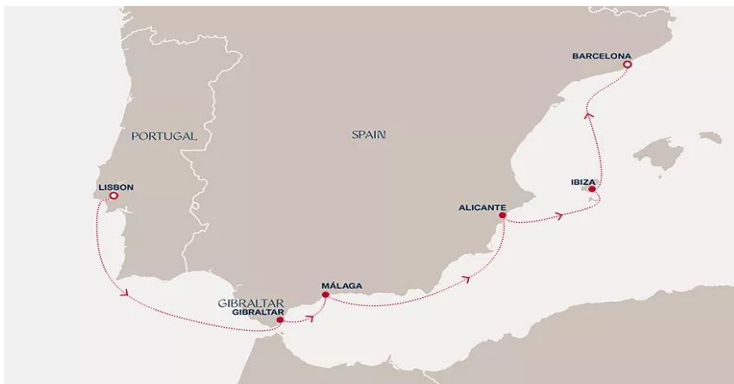 BARCELONA
PORTUGAL
SPAIN
LISBON
IBIZA
ALICANTE
MÁLAGA
GIBRALTAR
GIBRALTAR